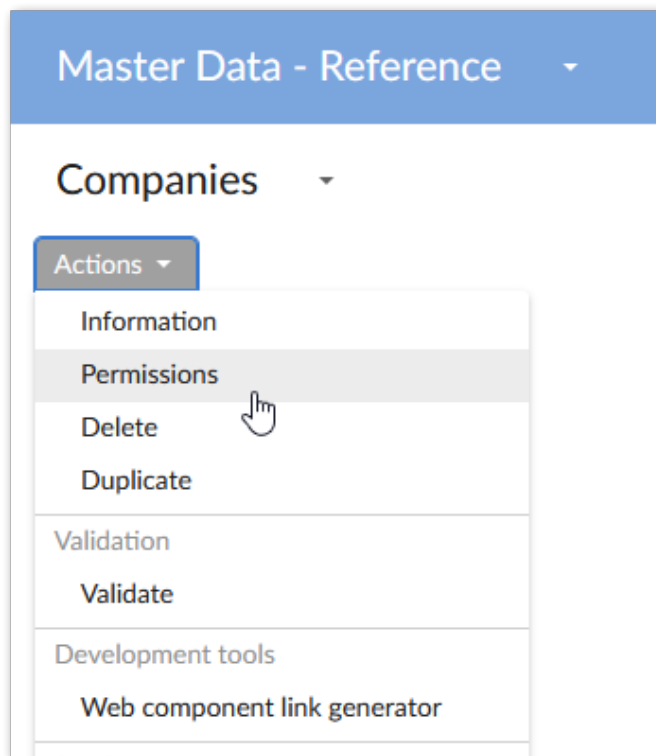 Master Data - Reference
Companies
Actions
Information
Permissions
Delete
Duplicate
Validation
Validate
Development tools
Web component link generator